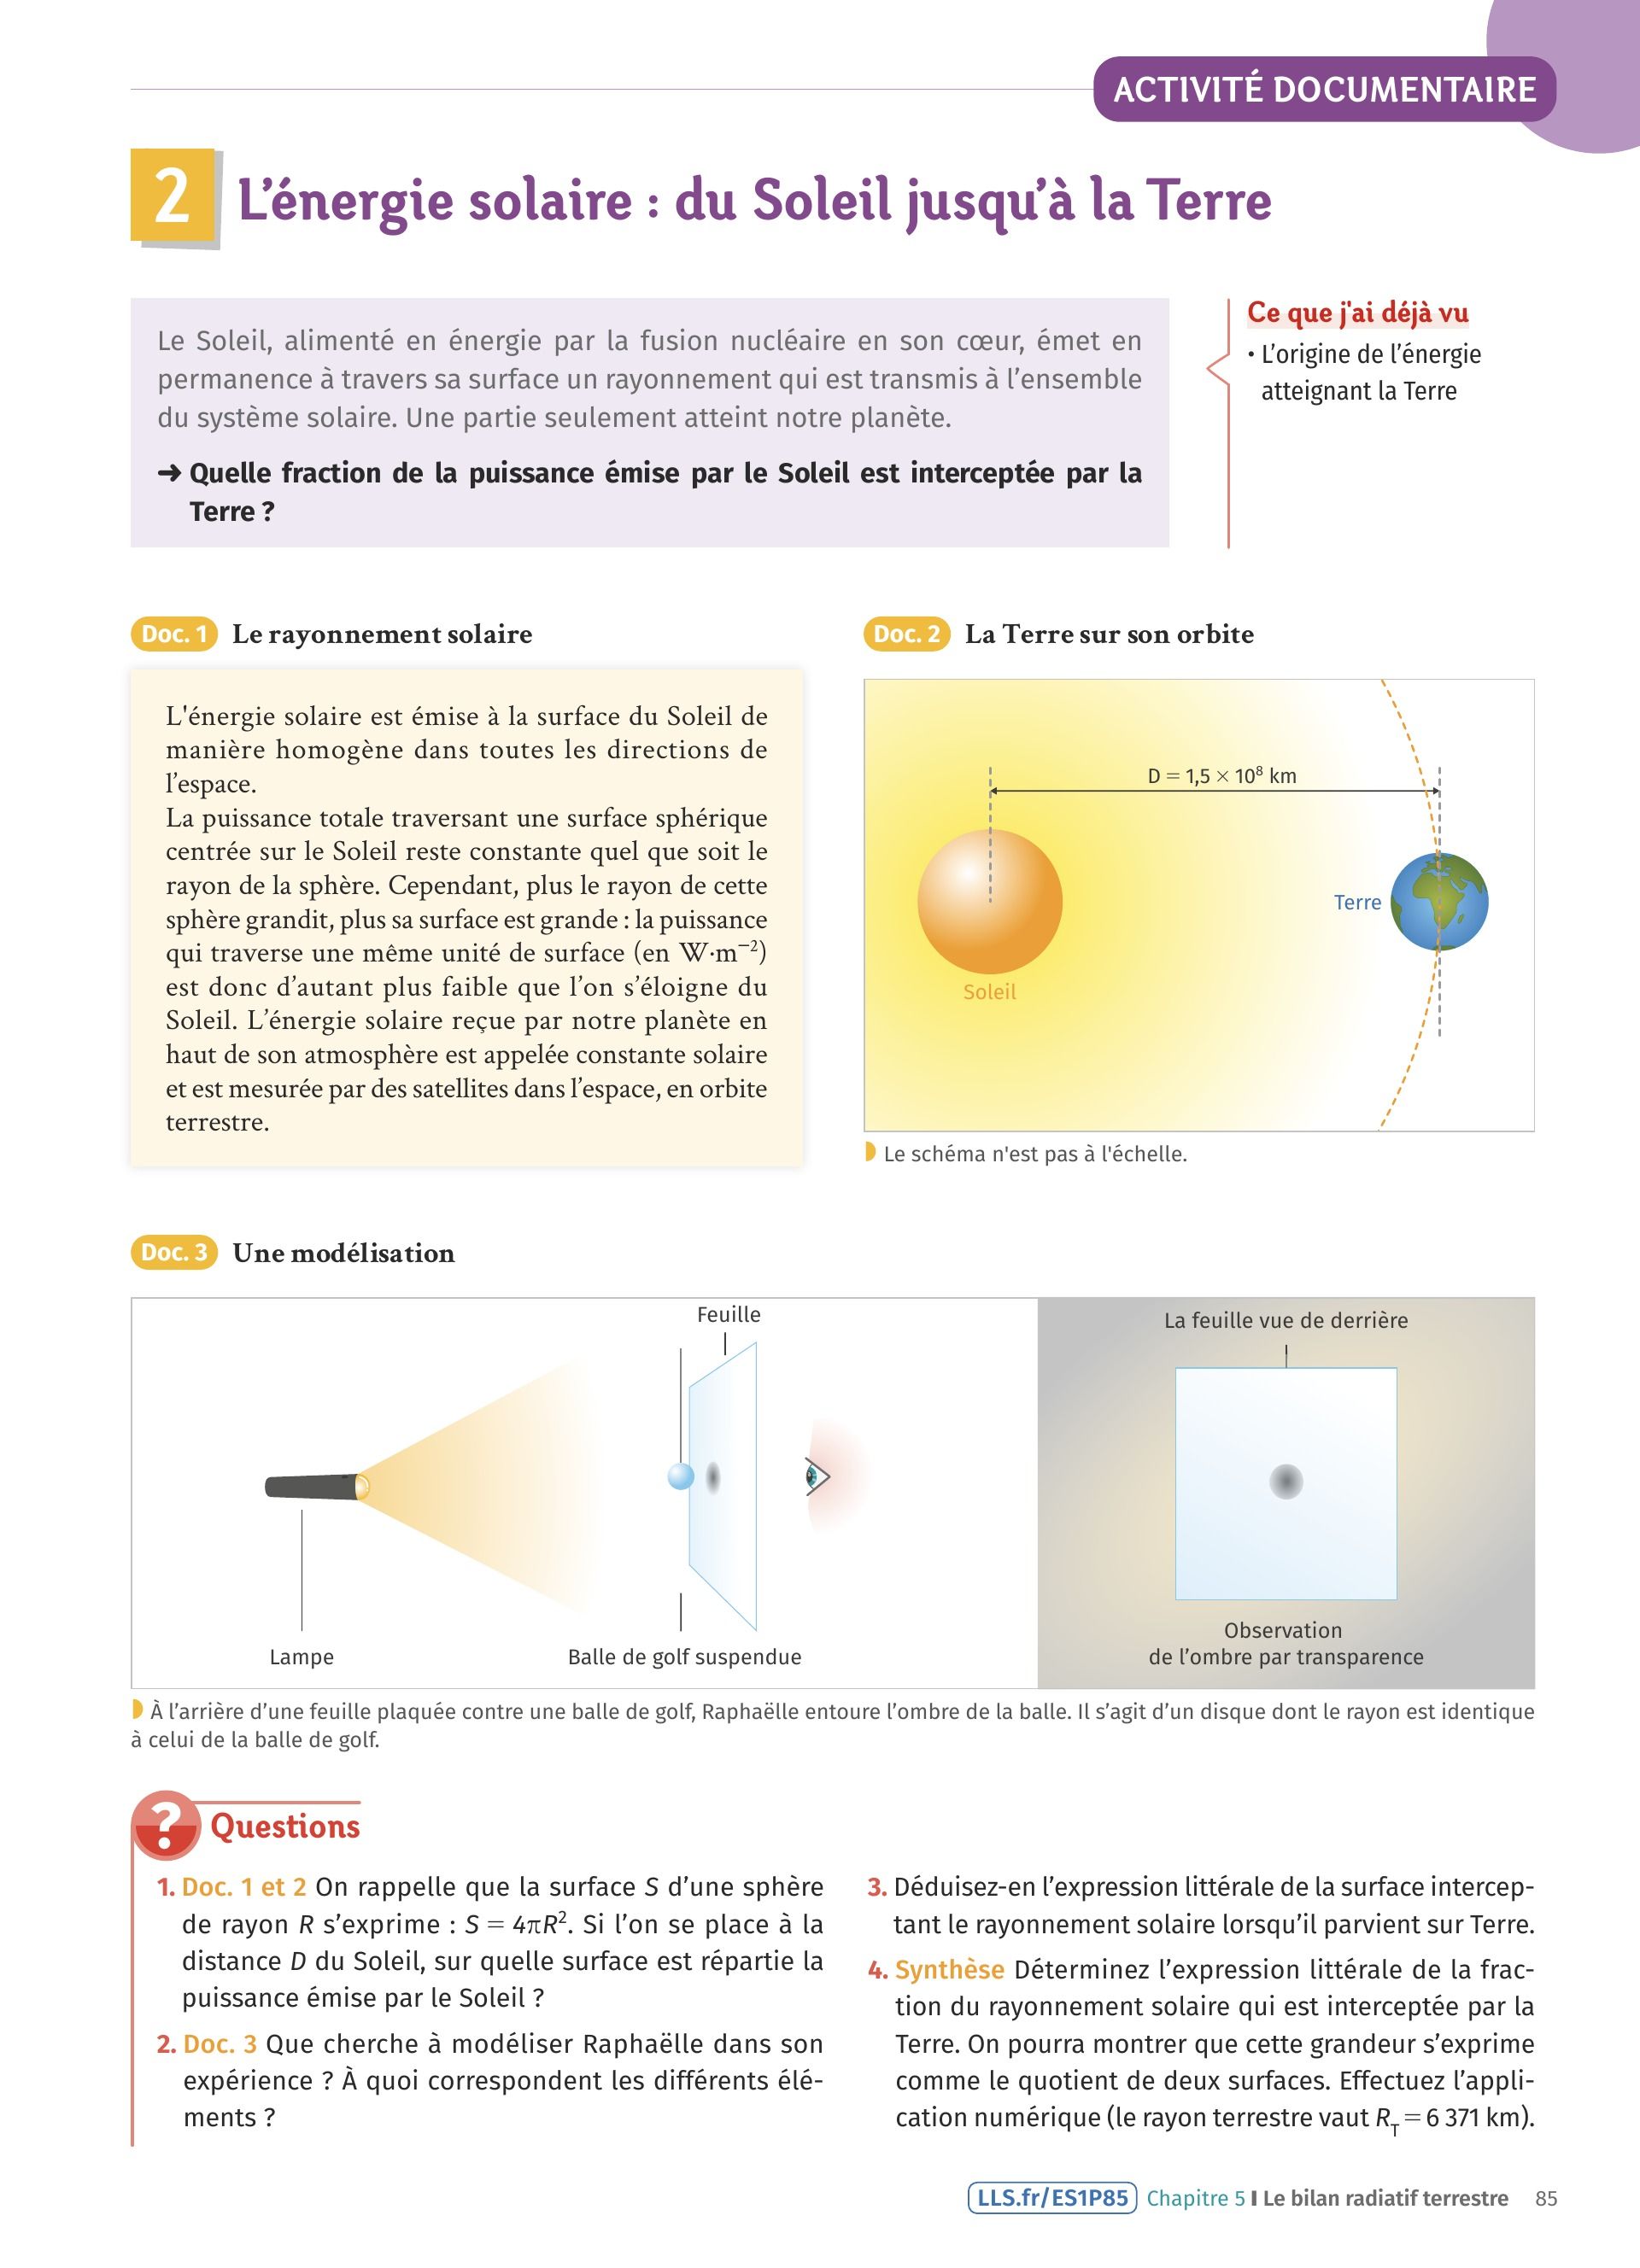 ACTIVITÉ DOCUMENTAIRE
2 L’énergie solaire : du Soleil jusqu’à la Terre
Le Soleil, alimenté en énergie par la fusion nucléaire en son cœur, émet en
permanence à travers sa surface un rayonnement qui est transmis à l’ensemble
du système solaire. Une partie seulement atteint notre planète.
➜ Quelle fraction de la puissance émise par le Soleil est interceptée par la
Terre ?
Ce que j'ai déjà vu
• L’origine de l’énergie
atteignant la Terre
Doc. 1 Le rayonnement solaire
L'énergie solaire est émise à la surface du Soleil de
manière homogène dans toutes les directions de
l’espace.
La puissance totale traversant une surface sphérique
centrée sur le Soleil reste constante quel que soit le
rayon de la sphère. Cependant, plus le rayon de cette
sphère grandit, plus sa surface est grande : la puissance
qui traverse une même unité de surface (en W·m⁻²)
est donc d’autant plus faible que l’on s’éloigne du
Soleil. L’énergie solaire reçue par notre planète en
haut de son atmosphère est appelée constante solaire
et est mesurée par des satellites dans l’espace, en orbite
terrestre.
Doc. 2 La Terre sur son orbite
D = 1,5 × 10⁸ km
Terre
Soleil
Le schéma n'est pas à l'échelle.
Doc. 3 Une modélisation
Feuille
Lampe
Balle de golf suspendue
La feuille vue de derrière
Observation
de l’ombre par transparence
À l’arrière d’une feuille plaquée contre une balle de golf, Raphaëlle entoure l’ombre de la balle. Il s’agit d’un disque dont le rayon est identique
à celui de la balle de golf.
? Questions
1. Doc. 1 et 2 On rappelle que la surface S d’une sphère
de rayon R s’exprime : S = 4πR². Si l’on se place à la
distance D du Soleil, sur quelle surface est répartie la
puissance émise par le Soleil ?
2. Doc. 3 Que cherche à modéliser Raphaëlle dans son
expérience ? À quoi correspondent les différents élé-
ments ?
3. Déduisez-en l’expression littérale de la surface intercep-
tant le rayonnement solaire lorsqu’il parvient sur Terre.
4. Synthèse Déterminez l’expression littérale de la frac-
tion du rayonnement solaire qui est interceptée par la
Terre. On pourra montrer que cette grandeur s’exprime
comme le quotient de deux surfaces. Effectuez l’appli-
cation numérique (le rayon terrestre vaut R_T = 6 371 km).
LLS.fr/ES1P85 Chapitre 5 I Le bilan radiatif terrestre 85